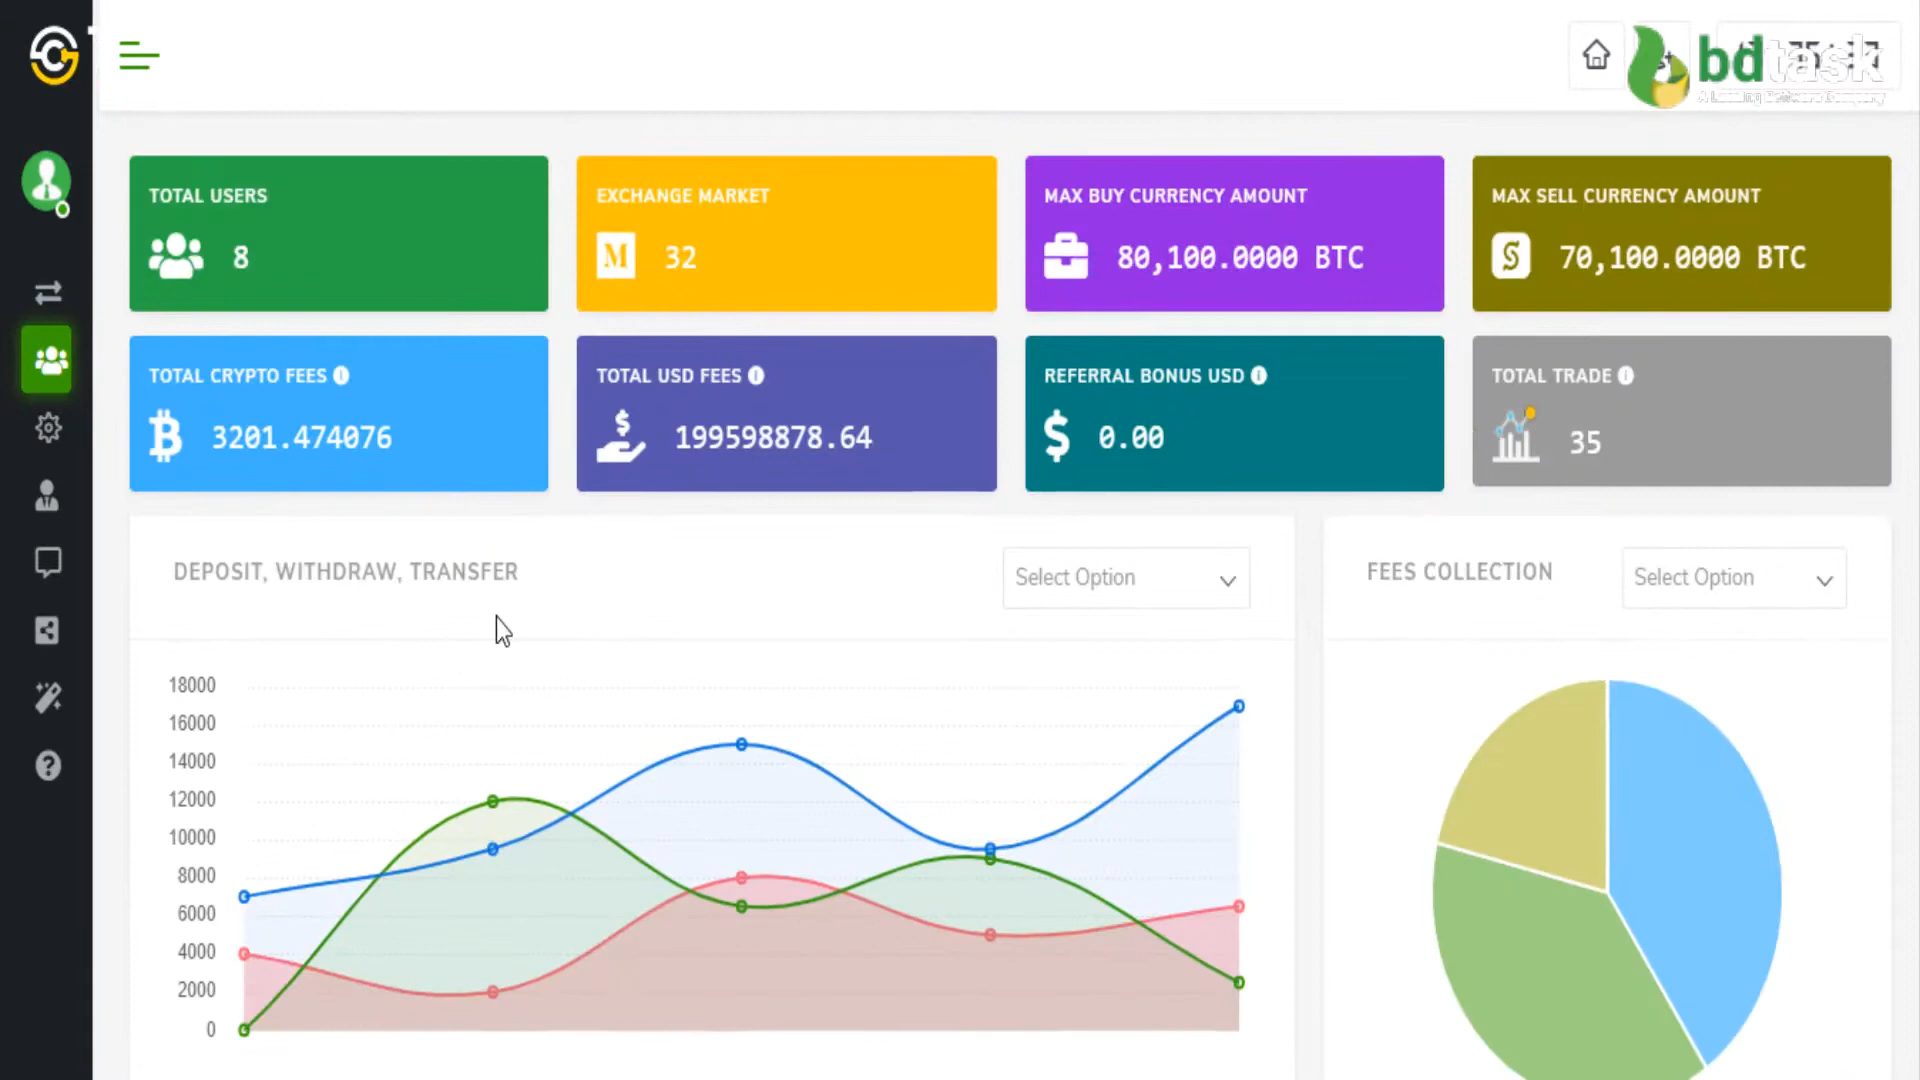 bdtask
A Leading Software Company
TOTAL USERS
8
EXCHANGE MARKET
M 32
MAX BUY CURRENCY AMOUNT
80,100.0000 BTC
MAX SELL CURRENCY AMOUNT
70,100.0000 BTC
TOTAL CRYPTO FEES
3201.474076
TOTAL USD FEES
199598878.64
REFERRAL BONUS USD
$ 0.00
TOTAL TRADE
35
DEPOSIT, WITHDRAW, TRANSFER
Select Option
FEES COLLECTION
Select Option
18000
16000
14000
12000
10000
8000
6000
4000
2000
0